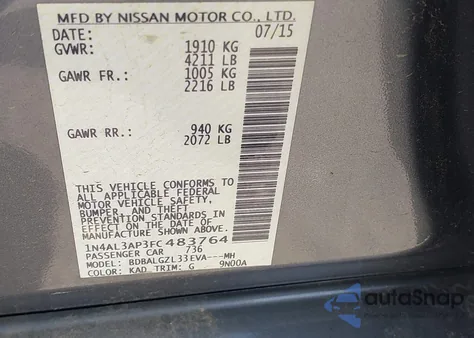 MFD BY NISSAN MOTOR CO., LTD.
DATE: 07/15
GVWR: 1910 KG
4211 LB
GAWR FR.: 1005 KG
2216 LB
GAWR RR.: 940 KG
2072 LB
THIS VEHICLE CONFORMS TO
ALL APPLICABLE FEDERAL
MOTOR VEHICLE SAFETY,
BUMPER, AND THEFT
PREVENTION STANDARDS IN
EFFECT ON THE DATE OF
MANUFACTURE SHOWN ABOVE.
1N4AL3AP3FC483764
PASSENGER CAR 736
MODEL: BDBALGZL33EVA---MH
COLOR: KAD TRIM: G 9N00A
autoSnap